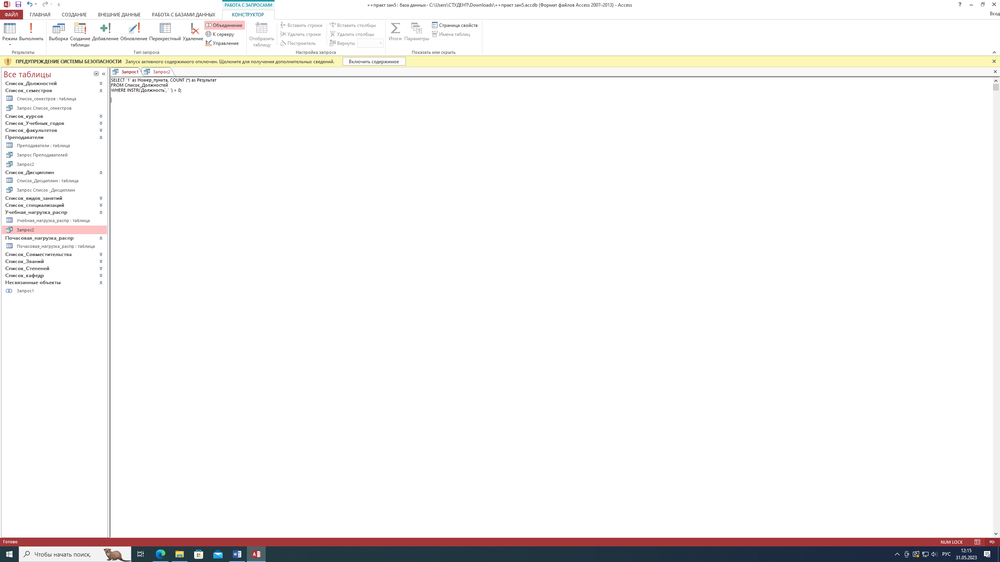 РАБОТА С ЗАПРОСАМИ
++практ зан5 : база данных- C:\Users\СТУДЕНТ\Downloads\++практ зан5.accdb (Формат файлов Access 2007–2013) - Access
ФАЙЛ ГЛАВНАЯ СОЗДАНИЕ ВНЕШНИЕ ДАННЫЕ РАБОТА С БАЗАМИ ДАННЫХ КОНСТРУКТОР Вход
Режим Выполнить Выборка Создание таблицы Добавление Обновление Перекрестный Удаление
Объединение
К серверу
Управление
Отобразить таблицу
Вставить строки
Удалить строки
Построитель
Вставить столбцы
Удалить столбцы
Вернуть:
Итоги Параметры
Страница свойств
Имена таблиц
Результаты Тип запроса Настройка запроса Показать или скрыть
ПРЕДУПРЕЖДЕНИЕ СИСТЕМЫ БЕЗОПАСНОСТИ Запуск активного содержимого отключен. Щелкните для получения дополнительных сведений. Включить содержимое
Все таблицы
Список_Должностей
Список_семестров
Список_семестров : таблица
Запрос Список_семестров
Список_курсов
Список_Учебных_годов
Список_факультетов
Преподаватели
Преподаватели : таблица
Запрос Преподавателей
Запрос2
Список_Дисциплин
Список_Дисциплин : таблица
Запрос Список _Дисциплин
Список_видов_занятий
Список_специализаций
Учебная_нагрузка_распр
Учебная_нагрузка_распр : таблица
Запрос2
Почасовая_нагрузка_распр
Почасовая_нагрузка_распр : таблица
Список_Совместительства
Список_Званий
Список_Степеней
Список_кафедр
Несвязанные объекты
Запрос1
Запрос1 Запрос2
SELECT '1' as Номер_пункта, COUNT (*) as Результат
FROM Список_Должностей
WHERE INSTR(`Должность`, ' ') > 0;
Готово
NUM LOCK SQL
Чтобы начать поиск,
РУС
12:15
31.05.2023